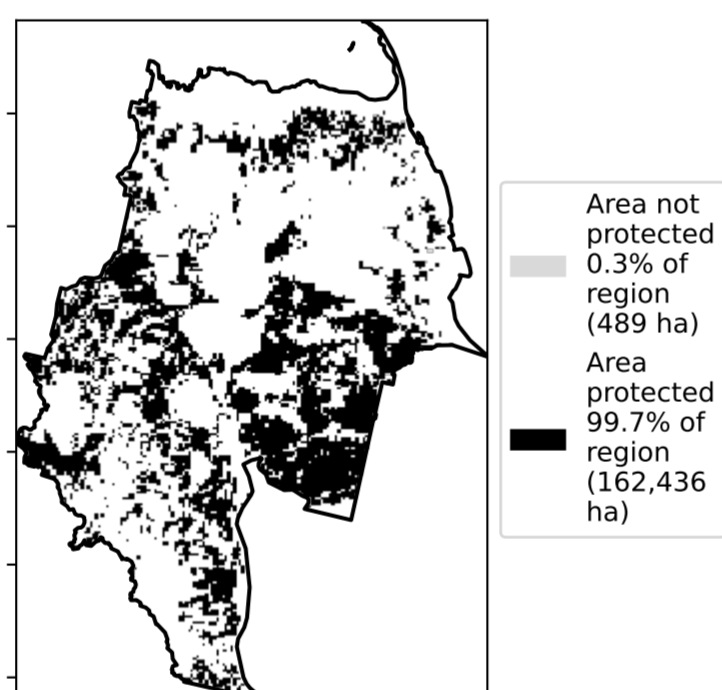 Area not
protected
0.3% of
region
(489 ha)
Area
protected
99.7% of
region
(162,436
ha)